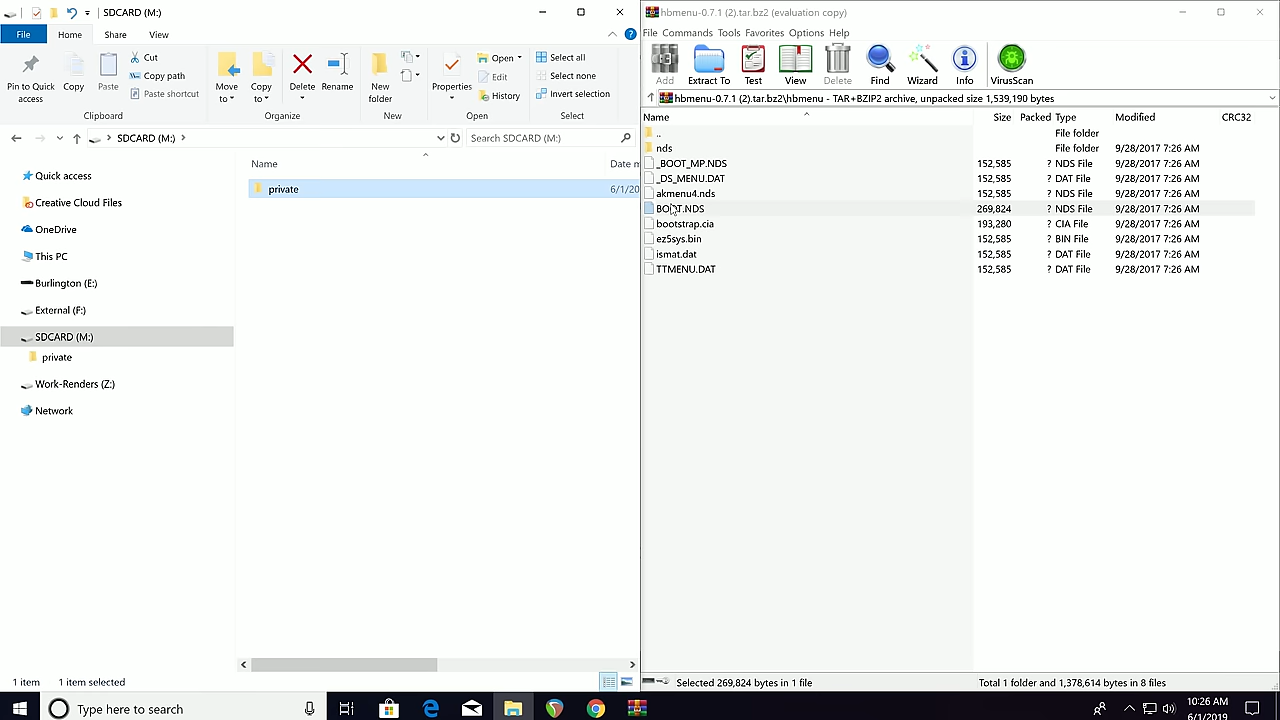 SDCARD (M:)
File
Home
Share
View
Pin to Quick
access
Copy
Paste
Cut
Copy path
Paste shortcut
Clipboard
Move
to
Copy
to
Delete
Rename
Organize
New
folder
New
Properties
Open
Edit
History
Open
Select all
Select none
Invert selection
Select
SDCARD (M:)
Search SDCARD (M:)
Quick access
Creative Cloud Files
OneDrive
This PC
Burlington (E:)
External (F:)
SDCARD (M:)
private
Work-Renders (Z:)
Network
Name
Date m
private
6/1/20
1 item
1 item selected
hbmenu-0.7.1 (2).tar.bz2 (evaluation copy)
File Commands Tools Favorites Options Help
Add
Extract To
Test
View
Delete
Find
Wizard
Info
VirusScan
hbmenu-0.7.1 (2).tar.bz2\hbmenu - TAR+BZIP2 archive, unpacked size 1,539,190 bytes
Name Size Packed Type Modified CRC32
.. File folder
nds File folder 9/28/2017 7:26 AM
_BOOT_MP.NDS 152,585 ? NDS File 9/28/2017 7:26 AM
_DS_MENU.DAT 152,585 ? DAT File 9/28/2017 7:26 AM
akmenu4.nds 152,585 ? NDS File 9/28/2017 7:26 AM
BOOT.NDS 269,824 ? NDS File 9/28/2017 7:26 AM
bootstrap.cia 193,280 ? CIA File 9/28/2017 7:26 AM
ez5sys.bin 152,585 ? BIN File 9/28/2017 7:26 AM
ismat.dat 152,585 ? DAT File 9/28/2017 7:26 AM
TTMENU.DAT 152,585 ? DAT File 9/28/2017 7:26 AM
Selected 269,824 bytes in 1 file
Total 1 folder and 1,378,614 bytes in 8 files
Type here to search
10:26 AM
6/1/2019